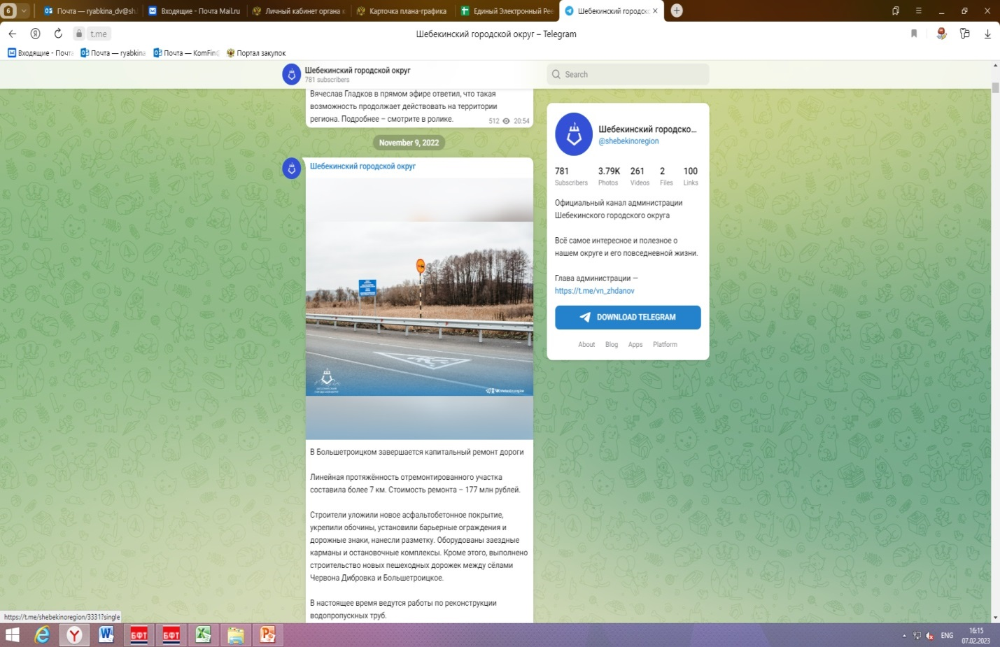 6
Почта — ryabkina_dv@sh
Входящие - Почта Mail.ru
Личный кабинет органа к
Карточка плана-графика
Единый Электронный Рее
Шебекинский городск
t.me
Шебекинский городской округ – Telegram
Входящие - Почта
Почта — ryabkina
Почта — KomFin@
Портал закупок
Шебекинский городской округ
781 subscribers
Search
Вячеслав Гладков в прямом эфире ответил, что такая
возможность продолжает действовать на территории
региона. Подробнее – смотрите в ролике.
512 20:54
November 9, 2022
Шебекинский городской округ
В Большетроицком завершается капитальный ремонт дороги
Линейная протяжённость отремонтированного участка
составила более 7 км. Стоимость ремонта – 177 млн рублей.
Строители уложили новое асфальтобетонное покрытие,
укрепили обочины, установили барьерные ограждения и
дорожные знаки, нанесли разметку. Оборудованы заездные
карманы и остановочные комплексы. Кроме этого, выполнено
строительство новых пешеходных дорожек между сёлами
Червона Дибровка и Большетроицкое.
В настоящее время ведутся работы по реконструкции
водопропускных труб.
Шебекинский городско...
@shebekinoregion
781 3.79K 261 2 100
Subscribers Photos Videos Files Links
Официальный канал администрации
Шебекинского городского округа
Всё самое интересное и полезное о
нашем округе и его повседневной жизни.
Глава администрации —
https://t.me/vn_zhdanov
DOWNLOAD TELEGRAM
About Blog Apps Platform
https://t.me/shebekinoregion/3331?single
БФТ
БФТ
ENG
16:15
07.02.2023